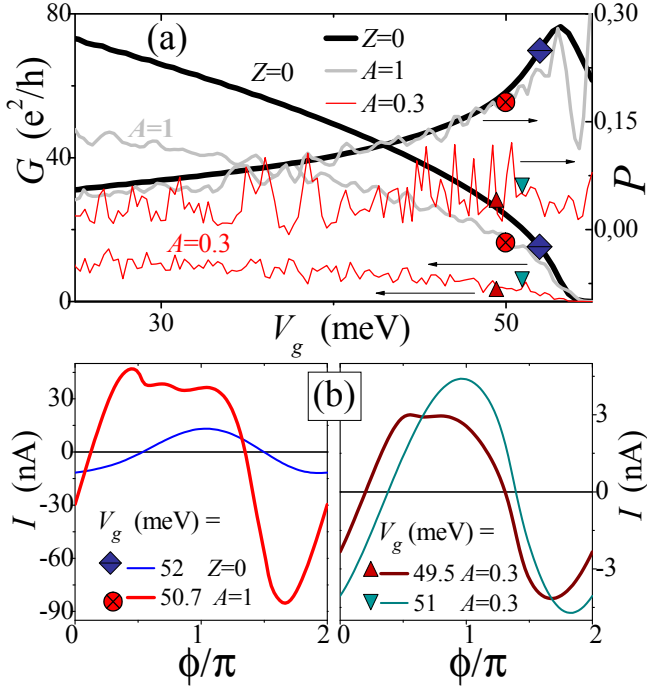 80
(a)
Z=0
0,30
Z=0
A=1
A=0.3
G (e²/h)
P
A=1
0,15
40
A=0.3
0,00
0
30
50
V_g (meV)
(b)
30
0
-30
-60
-90
I (nA)
V_g (meV) =
52 Z=0
50.7 A=1
0
1
2
ϕ/π
3
0
-3
I (nA)
V_g (meV) =
49.5 A=0.3
51 A=0.3
0
1
2
ϕ/π